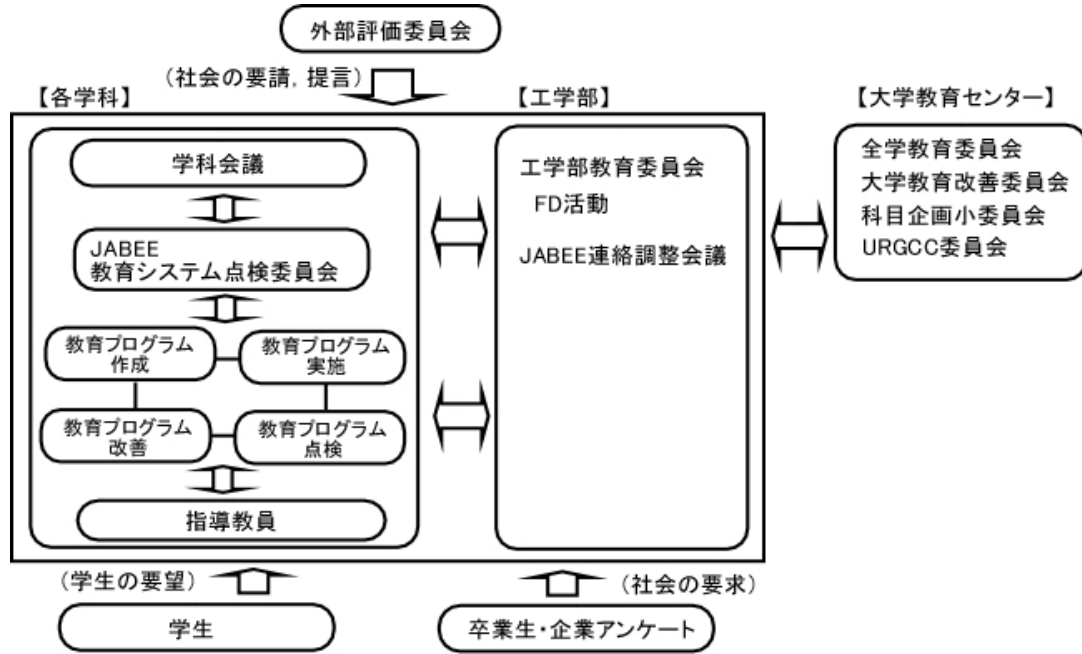 外部評価委員会
(社会の要請, 提言)
【各学科】
【工学部】
【大学教育センター】
学科会議
JABEE
教育システム点検委員会
教育プログラム
作成
教育プログラム
実施
教育プログラム
改善
教育プログラム
点検
指導教員
工学部教育委員会
FD活動
JABEE連絡調整会議
全学教育委員会
大学教育改善委員会
科目企画小委員会
URGCC委員会
(学生の要望)
(社会の要求)
学生
卒業生・企業アンケート